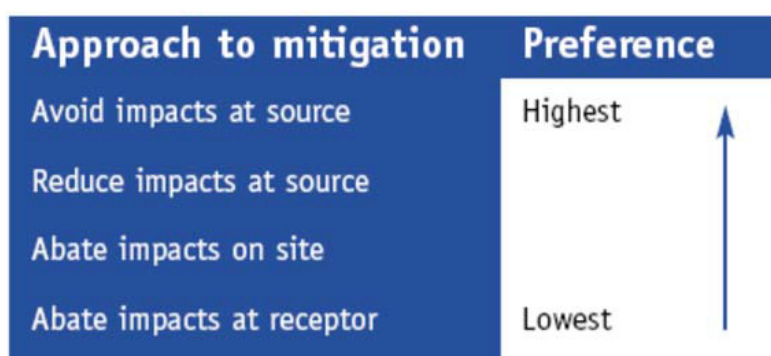 Approach to mitigation Preference
Avoid impacts at source Highest
Reduce impacts at source
Abate impacts on site
Abate impacts at receptor Lowest